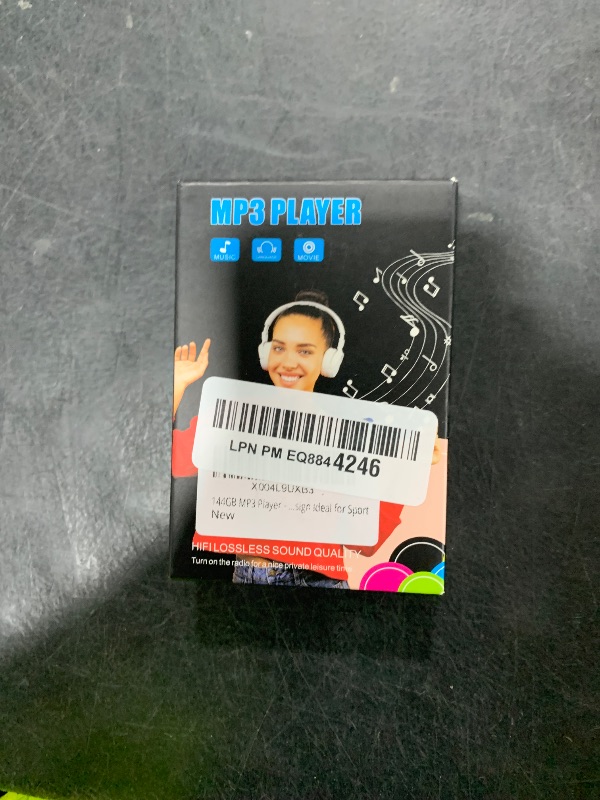 MP3 PLAYER
MUSIC
MOVIE
LPN PM EQ8844246
X004L9UXB3
144GB MP3 Player - ...sign Ideal for Sport
New
HIFI LOSSLESS SOUND QUALITY
Turn on the radio for a nice private leisure time